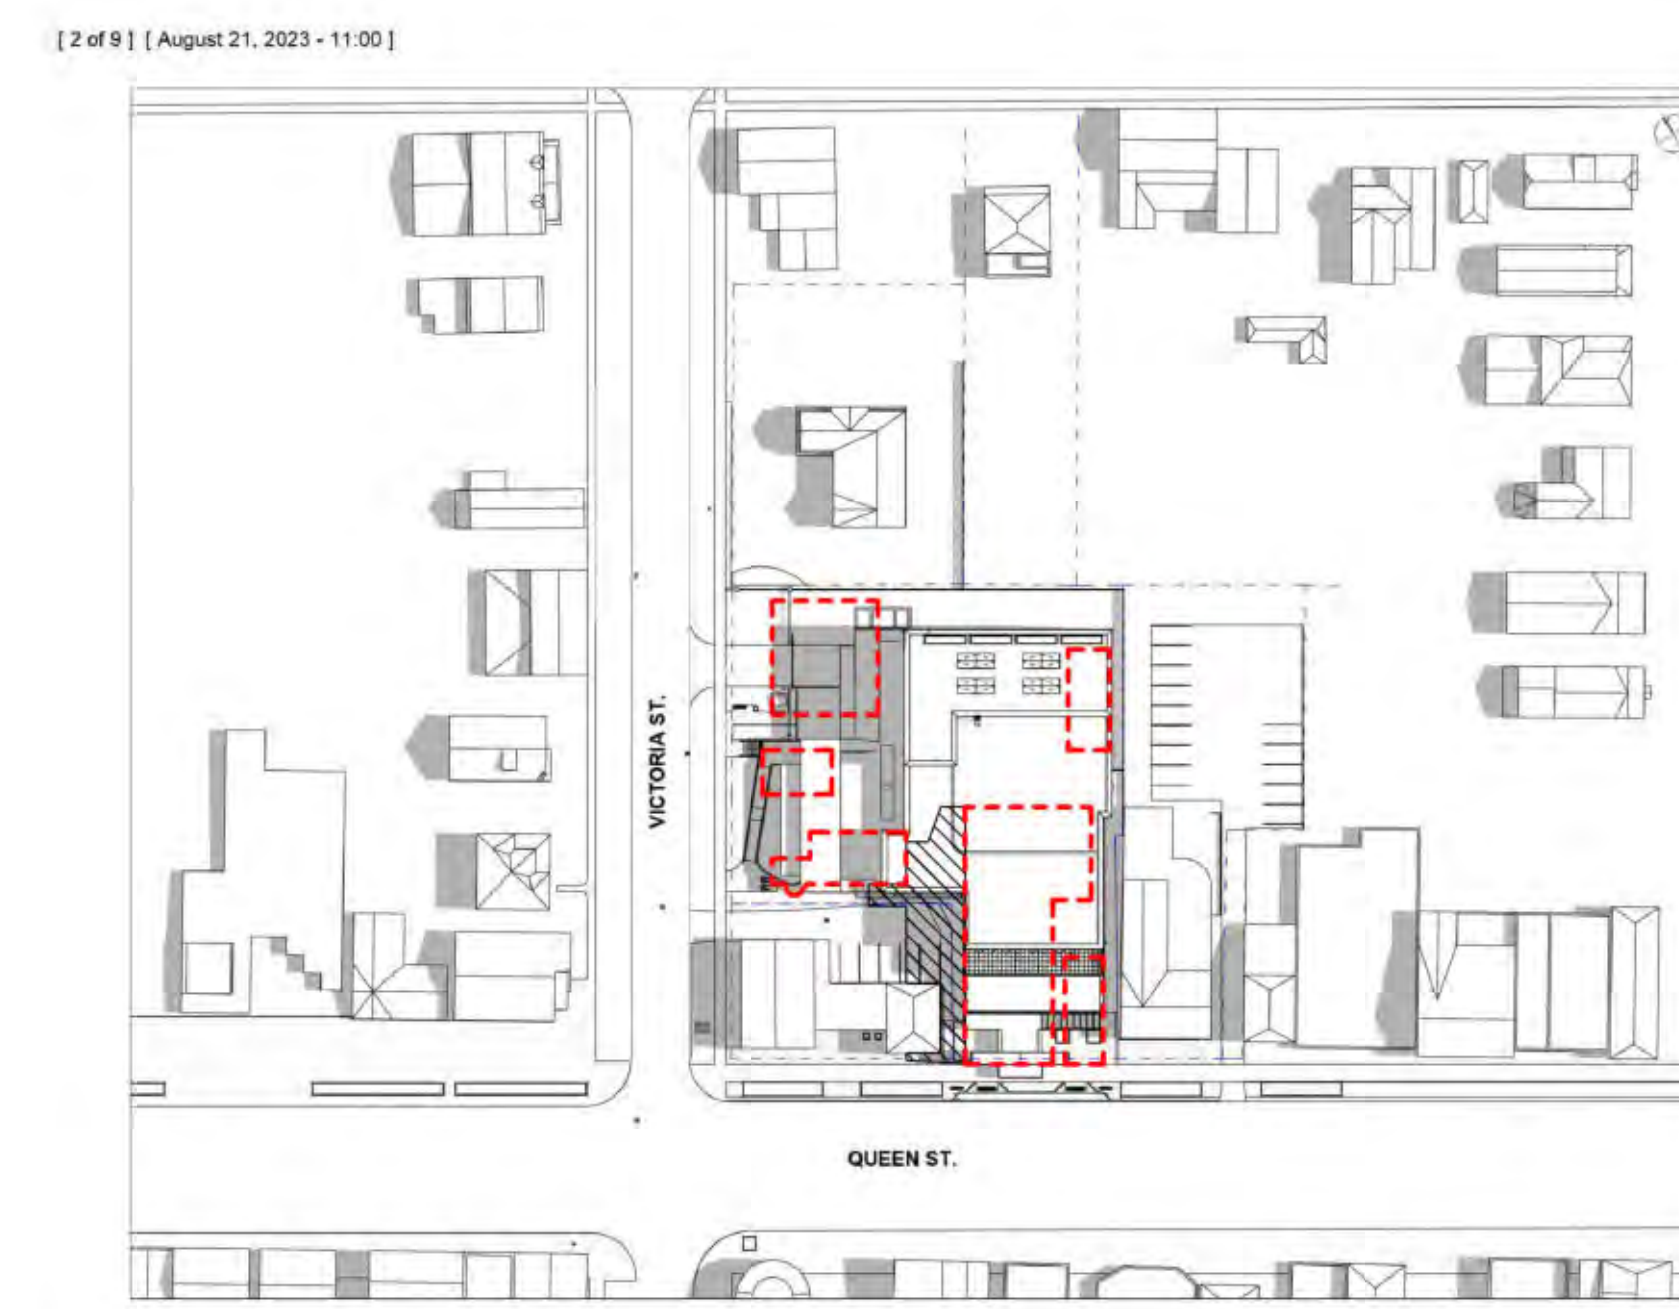 [ 2 of 9 ] [ August 21, 2023 - 11:00 ]
VICTORIA ST.
QUEEN ST.